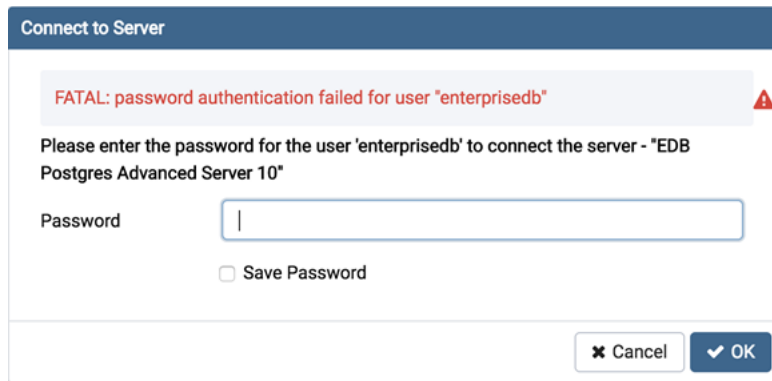 Connect to Server
FATAL: password authentication failed for user "enterprisedb"
Please enter the password for the user 'enterprisedb' to connect the server - "EDB
Postgres Advanced Server 10"
Password
Save Password
Cancel OK